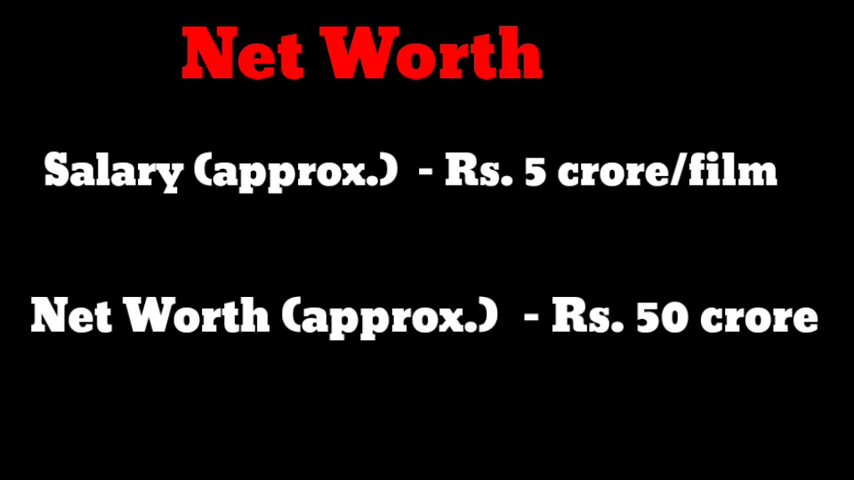 Net Worth
Salary (approx.) - Rs. 5 crore/film
Net Worth (approx.) - Rs. 50 crore